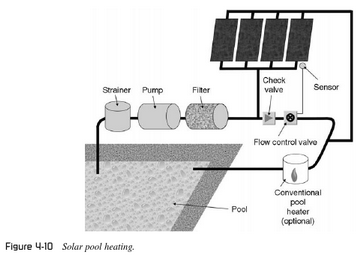 Check
valve
Sensor
Strainer
Pump
Filter
Flow control valve
Conventional
pool
heater
(optional)
Pool
Figure 4-10 Solar pool heating.